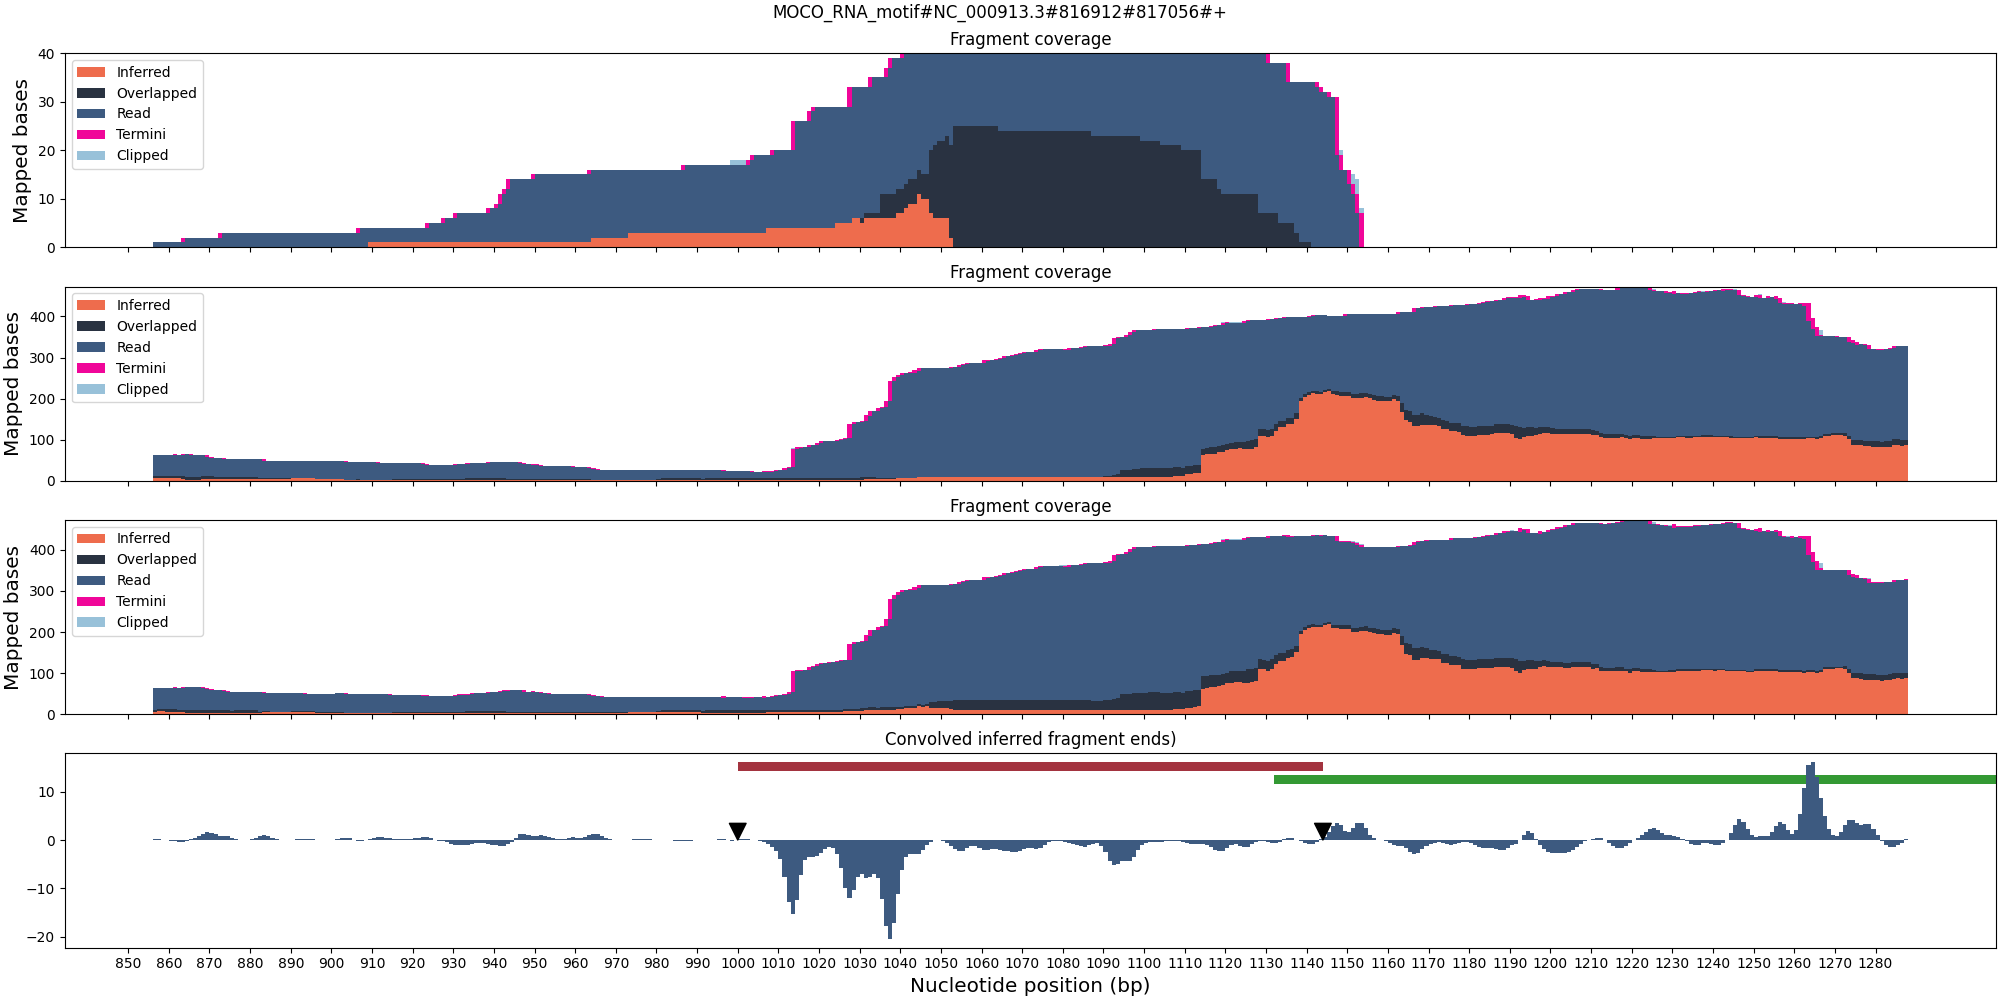 MOCO_RNA_motif#NC_000913.3#816912#817056#+
Fragment coverage
Mapped bases
40
30
20
10
0
Inferred
Overlapped
Read
Termini
Clipped
Fragment coverage
Mapped bases
400
300
200
100
0
Inferred
Overlapped
Read
Termini
Clipped
Fragment coverage
Mapped bases
400
300
200
100
0
Inferred
Overlapped
Read
Termini
Clipped
Convolved inferred fragment ends)
10
0
−10
−20
850 860 870 880 890 900 910 920 930 940 950 960 970 980 990 1000 1010 1020 1030 1040 1050 1060 1070 1080 1090 1100 1110 1120 1130 1140 1150 1160 1170 1180 1190 1200 1210 1220 1230 1240 1250 1260 1270 1280
Nucleotide position (bp)